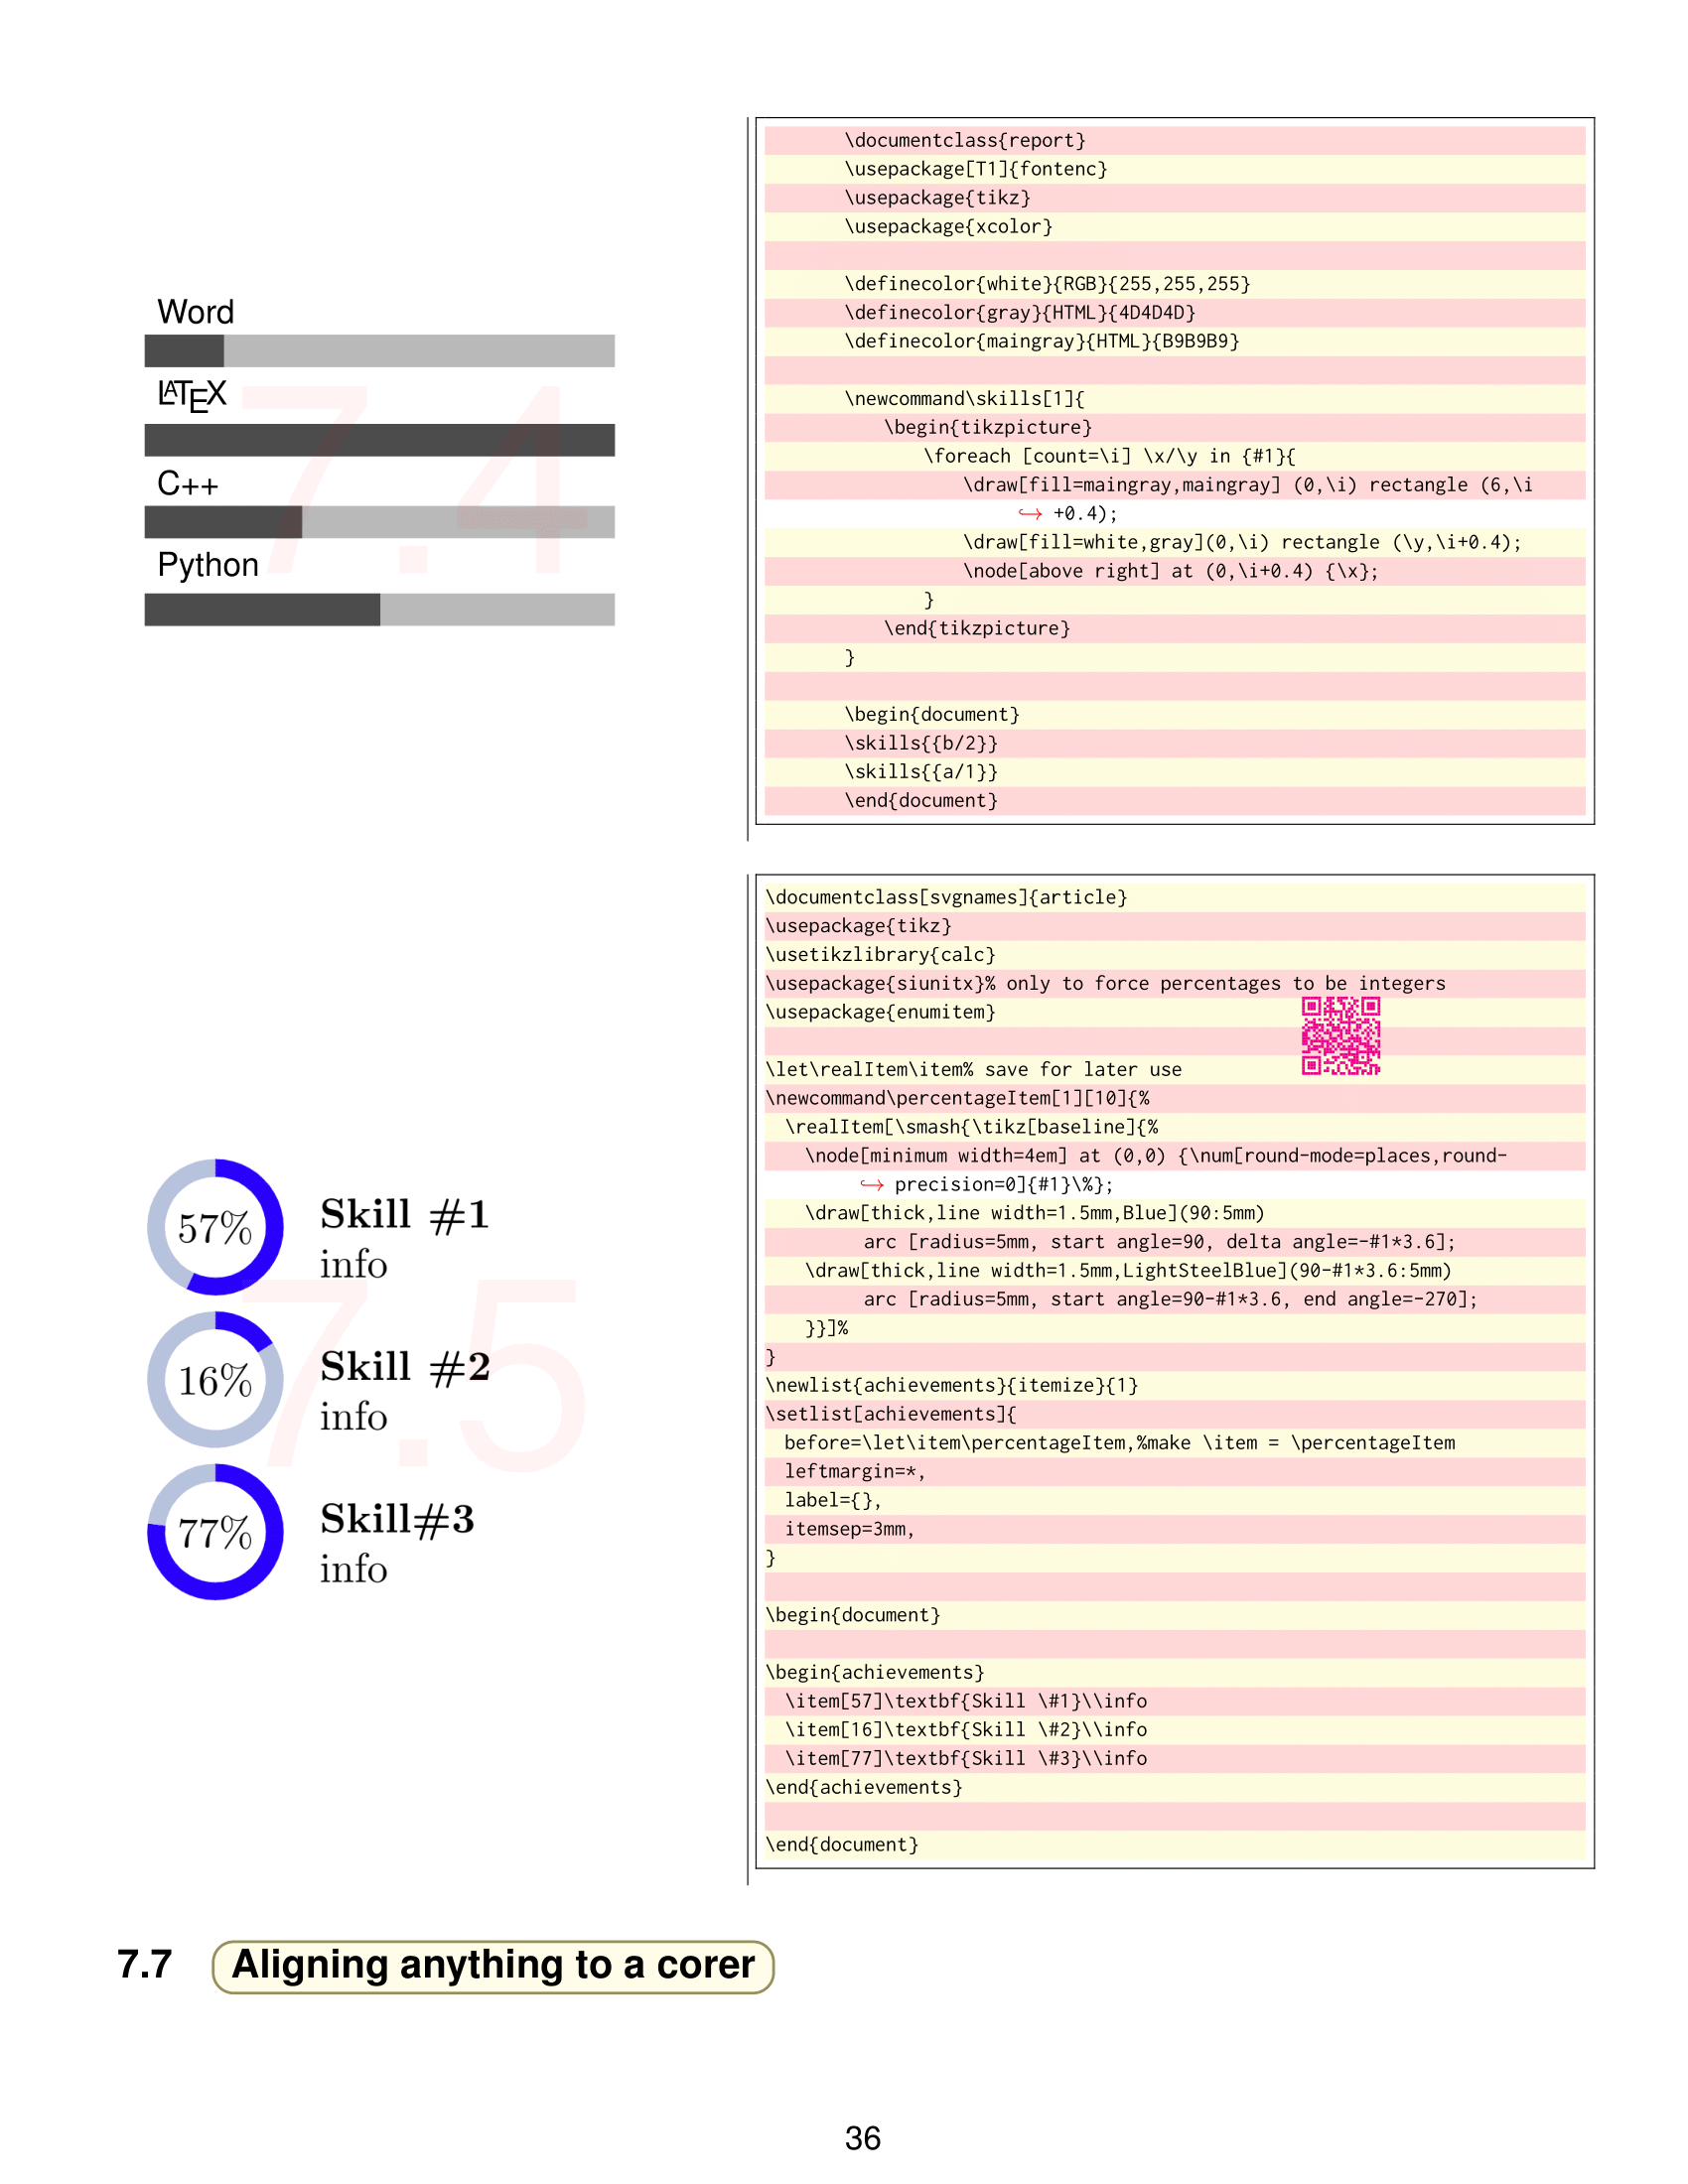 Word
LATEX
C++
Python
7.4
\documentclass{report}
\usepackage[T1]{fontenc}
\usepackage{tikz}
\usepackage{xcolor}
\definecolor{white}{RGB}{255,255,255}
\definecolor{gray}{HTML}{4D4D4D}
\definecolor{maingray}{HTML}{B9B9B9}
\newcommand\skills[1]{
\begin{tikzpicture}
\foreach [count=\i] \x/\y in {#1}{
\draw[fill=maingray,maingray] (0,\i) rectangle (6,\i
↪ +0.4);
\draw[fill=white,gray](0,\i) rectangle (\y,\i+0.4);
\node[above right] at (0,\i+0.4) {\x};
}
\end{tikzpicture}
}
\begin{document}
\skills{{b/2}}
\skills{{a/1}}
\end{document}
57%
Skill #1
info
16%
Skill #2
info
77%
Skill#3
info
7.5
\documentclass[svgnames]{article}
\usepackage{tikz}
\usetikzlibrary{calc}
\usepackage{siunitx}% only to force percentages to be integers
\usepackage{enumitem}
\let\realItem\item% save for later use
\newcommand\percentageItem[1][10]{%
\realItem[\smash{\tikz[baseline]{%
\node[minimum width=4em] at (0,0) {\num[round-mode=places,round-
↪ precision=0]{#1}\%};
\draw[thick,line width=1.5mm,Blue](90:5mm)
arc [radius=5mm, start angle=90, delta angle=-#1*3.6];
\draw[thick,line width=1.5mm,LightSteelBlue](90-#1*3.6:5mm)
arc [radius=5mm, start angle=90-#1*3.6, end angle=-270];
}}]%
}
\newlist{achievements}{itemize}{1}
\setlist[achievements]{
before=\let\item\percentageItem,%make \item = \percentageItem
leftmargin=*,
label={},
itemsep=3mm,
}
\begin{document}
\begin{achievements}
\item[57]\textbf{Skill \#1}\\info
\item[16]\textbf{Skill \#2}\\info
\item[77]\textbf{Skill \#3}\\info
\end{achievements}
\end{document}
7.7 Aligning anything to a corer
36